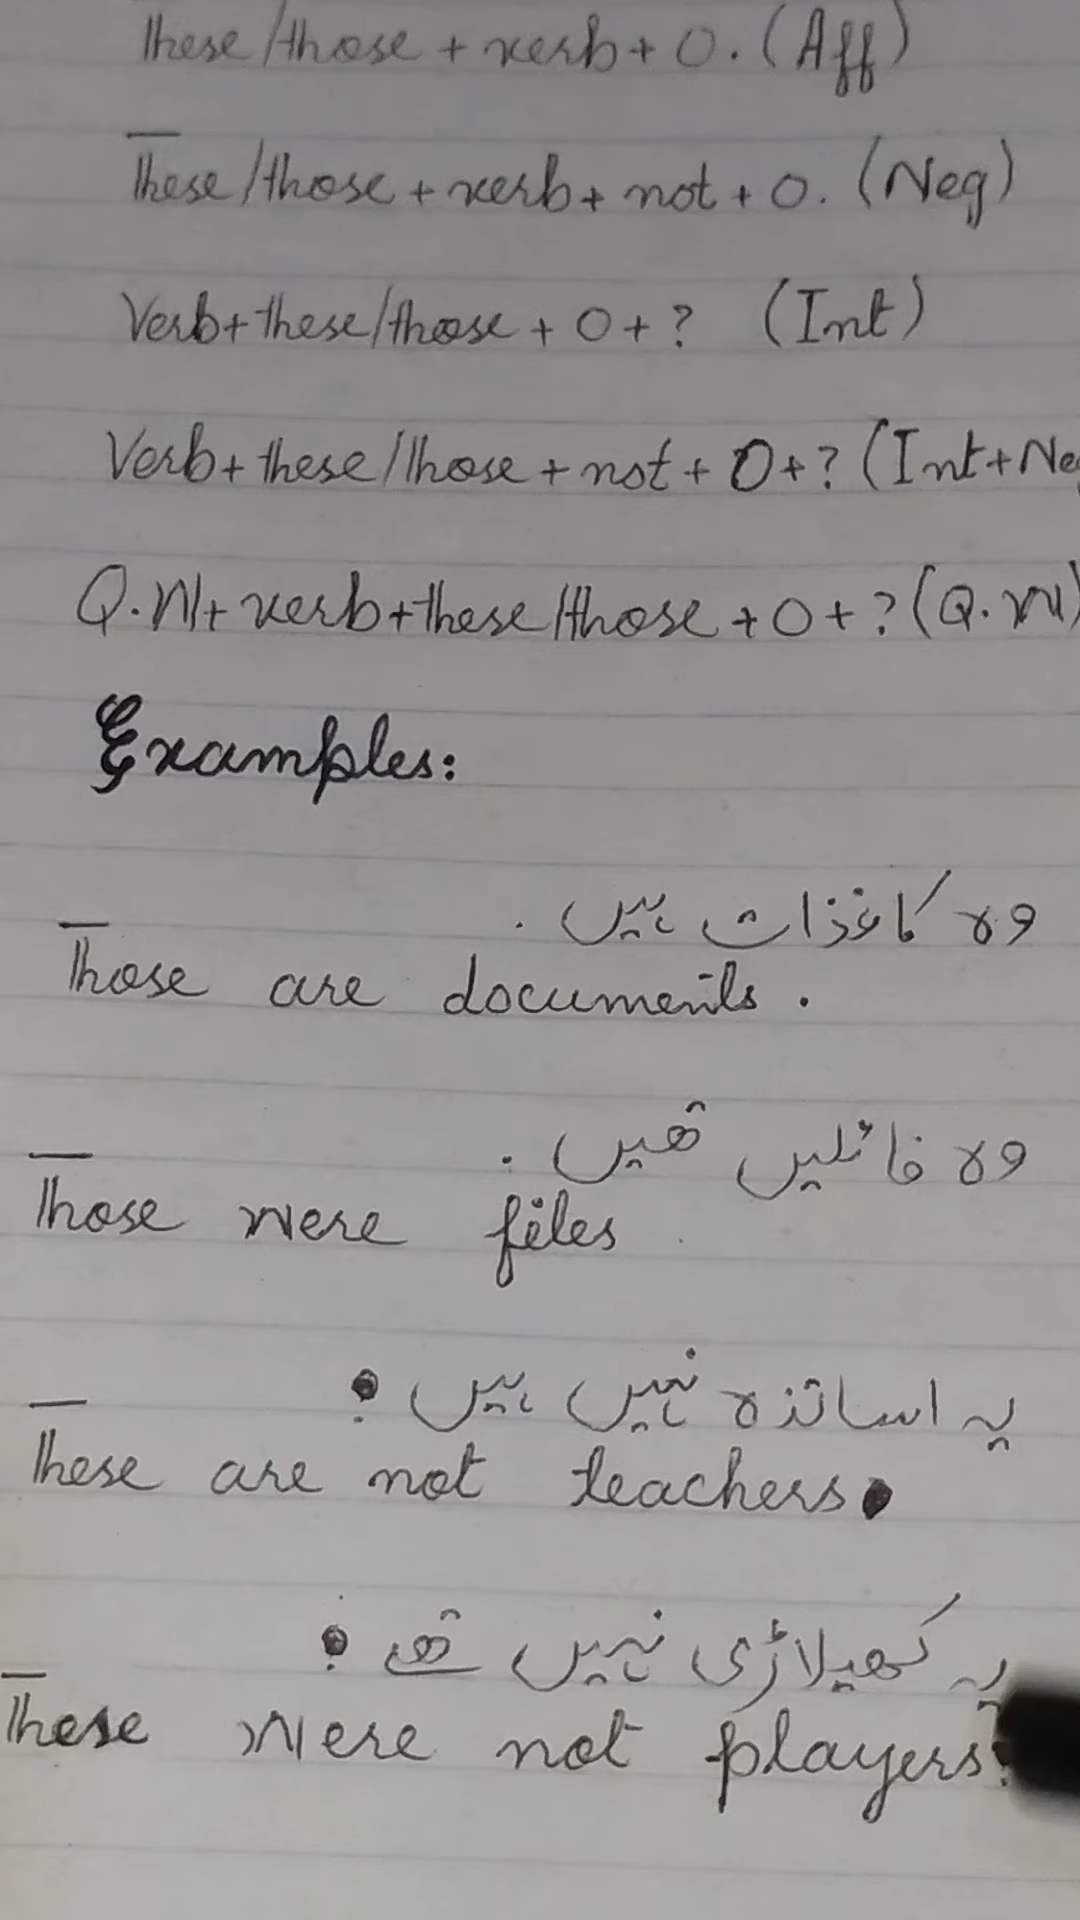 These/those + verb + O. (Aff)
These/those + verb + not + O. (Neg)
Verb + these/those + O + ? (Int)
Verb + these/those + not + O + ? (Int + Neg
Q.W + verb + these/those + O + ? (Q.W)
Examples:
وہ کاغذات ہیں.
Those are documents.
وہ فائلیں تھیں.
Those were files
یہ اساتذہ نہیں ہیں.
These are not teachers.
یہ کھیلاڑی نہیں تھے.
These were not players.